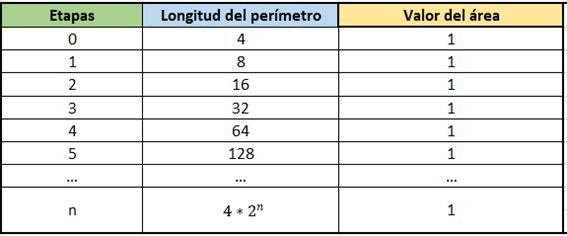 Etapas Longitud del perímetro Valor del área
0 4 1
1 8 1
2 16 1
3 32 1
4 64 1
5 128 1
... ... ...
n 4 ∗ 2ⁿ 1